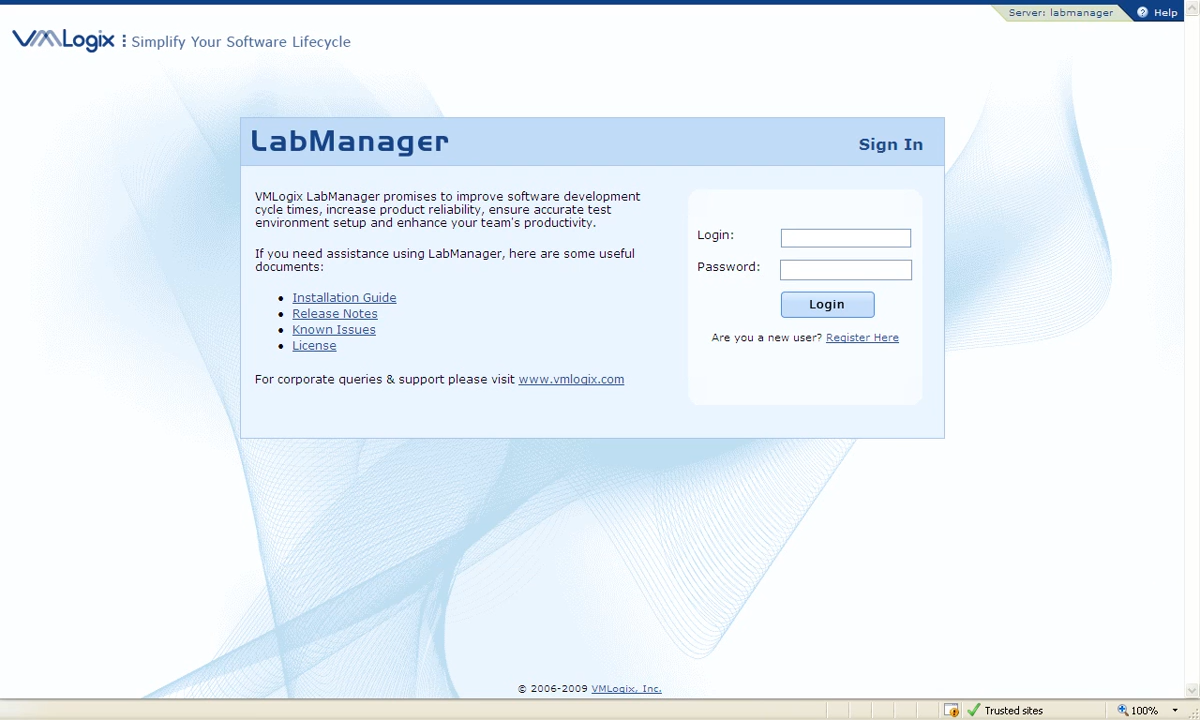 Server: labmanager
Help
VMLogix Simplify Your Software Lifecycle
LabManager
Sign In
VMLogix LabManager promises to improve software development
cycle times, increase product reliability, ensure accurate test
environment setup and enhance your team's productivity.
If you need assistance using LabManager, here are some useful
documents:
Installation Guide
Release Notes
Known Issues
License
For corporate queries & support please visit www.vmlogix.com
Login:
Password:
Login
Are you a new user? Register Here
© 2006-2009 VMLogix, Inc.
Trusted sites
100%